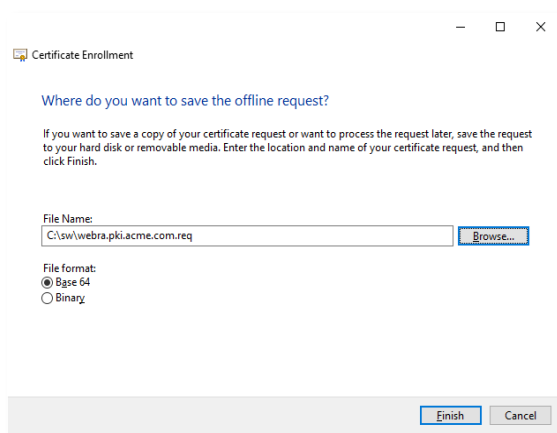 Certificate Enrollment
Where do you want to save the offline request?
If you want to save a copy of your certificate request or want to process the request later, save the request
to your hard disk or removable media. Enter the location and name of your certificate request, and then
click Finish.
File Name:
C:\sw\webra.pki.acme.com.req
Browse...
File format:
Base 64
Binary
Finish
Cancel